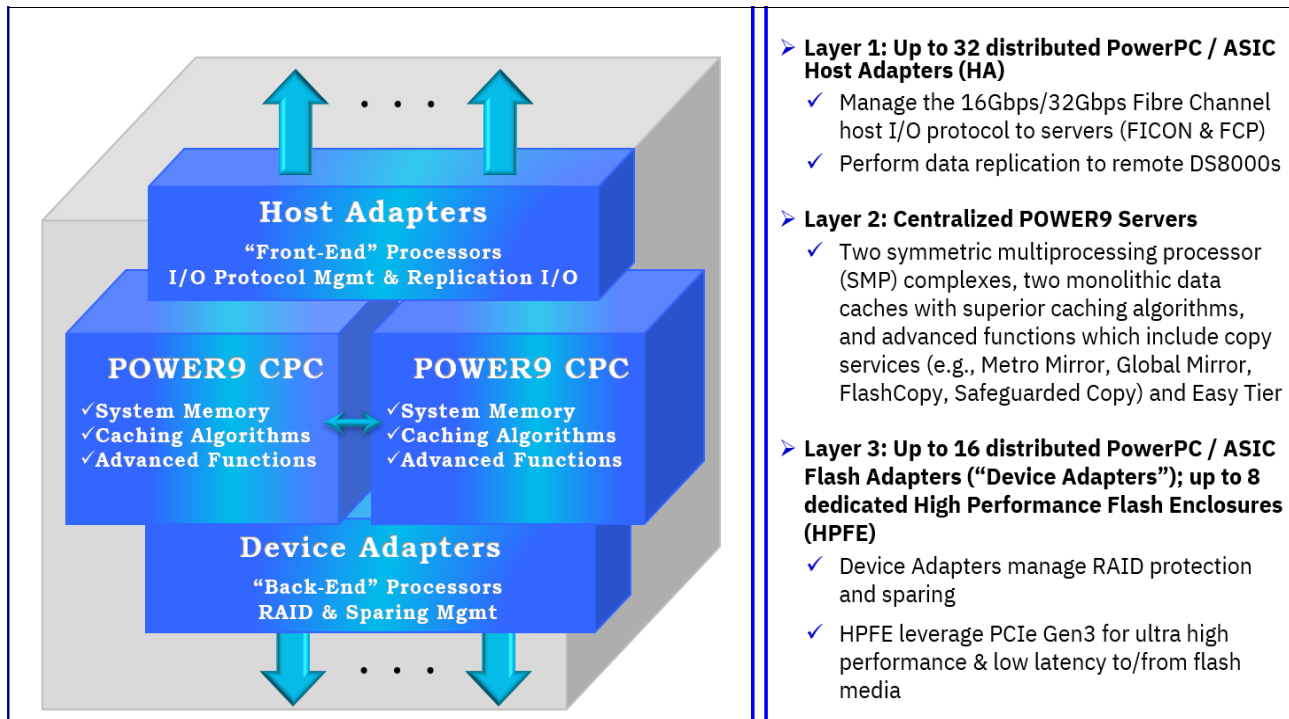 . . .
Host Adapters
“Front-End” Processors
I/O Protocol Mgmt & Replication I/O
POWER9 CPC
✓System Memory
✓Caching Algorithms
✓Advanced Functions
POWER9 CPC
✓System Memory
✓Caching Algorithms
✓Advanced Functions
Device Adapters
“Back-End” Processors
RAID & Sparing Mgmt
. . .
➢ Layer 1: Up to 32 distributed PowerPC / ASIC
Host Adapters (HA)
✓ Manage the 16Gbps/32Gbps Fibre Channel
host I/O protocol to servers (FICON & FCP)
✓ Perform data replication to remote DS8000s
➢ Layer 2: Centralized POWER9 Servers
✓ Two symmetric multiprocessing processor
(SMP) complexes, two monolithic data
caches with superior caching algorithms,
and advanced functions which include copy
services (e.g., Metro Mirror, Global Mirror,
FlashCopy, Safeguarded Copy) and Easy Tier
➢ Layer 3: Up to 16 distributed PowerPC / ASIC
Flash Adapters (“Device Adapters”); up to 8
dedicated High Performance Flash Enclosures
(HPFE)
✓ Device Adapters manage RAID protection
and sparing
✓ HPFE leverage PCIe Gen3 for ultra high
performance & low latency to/from flash
media